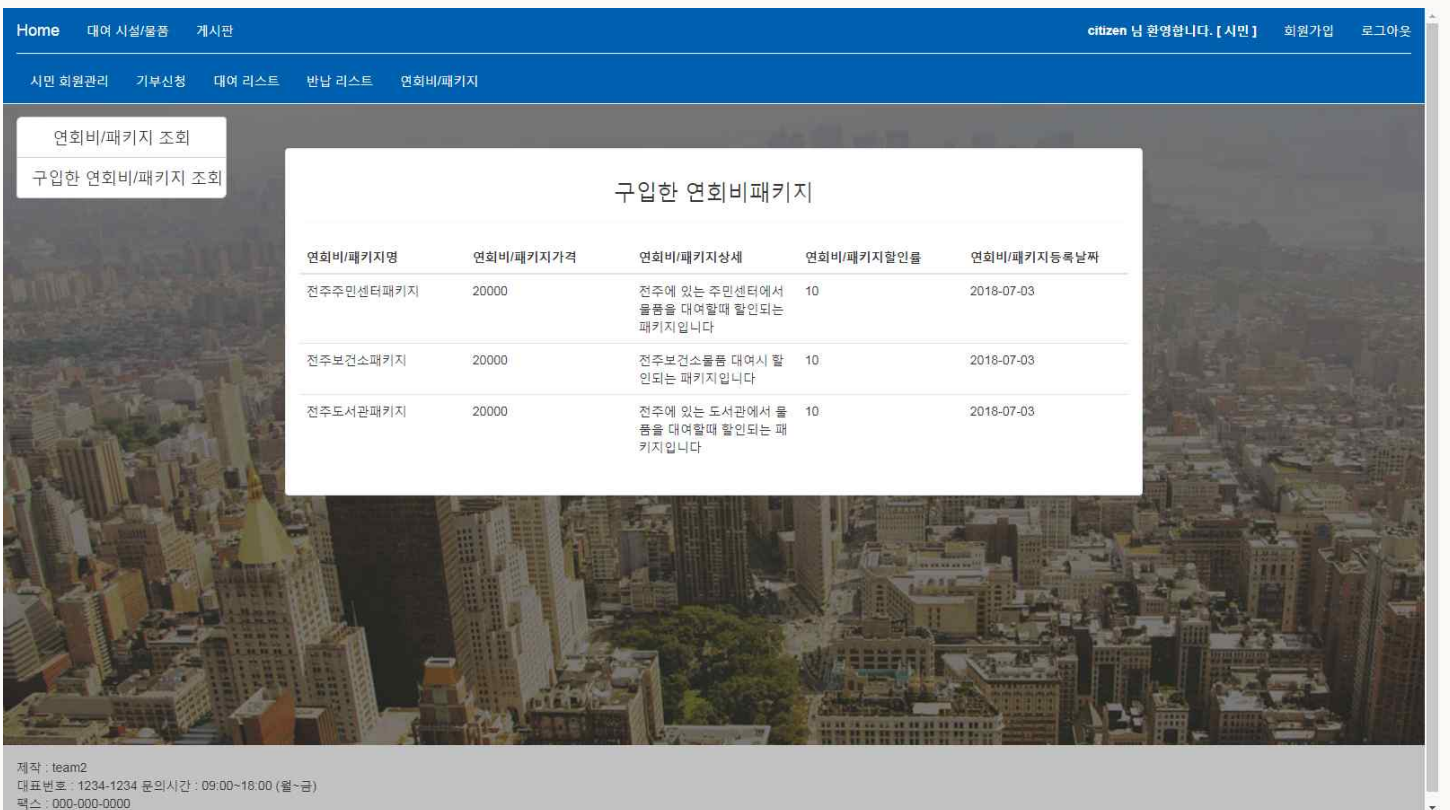 Home 대여 시설/물품 게시판 citizen 님 환영합니다. [ 시민 ] 회원가입 로그아웃
시민 회원관리 기부신청 대여 리스트 반납 리스트 연회비/패키지
연회비/패키지 조회
구입한 연회비/패키지 조회
구입한 연회비패키지
연회비/패키지명 연회비/패키지가격 연회비/패키지상세 연회비/패키지할인률 연회비/패키지등록날짜
전주주민센터패키지 20000 전주에 있는 주민센터에서 10 2018-07-03
물품을 대여할때 할인되는
패키지입니다
전주보건소패키지 20000 전주보건소물품 대여시 할 10 2018-07-03
인되는 패키지입니다
전주도서관패키지 20000 전주에 있는 도서관에서 물 10 2018-07-03
품을 대여할때 할인되는 패
키지입니다
제작 : team2
대표번호 : 1234-1234 문의시간 : 09:00~18:00 (월~금)
팩스 : 000-000-0000